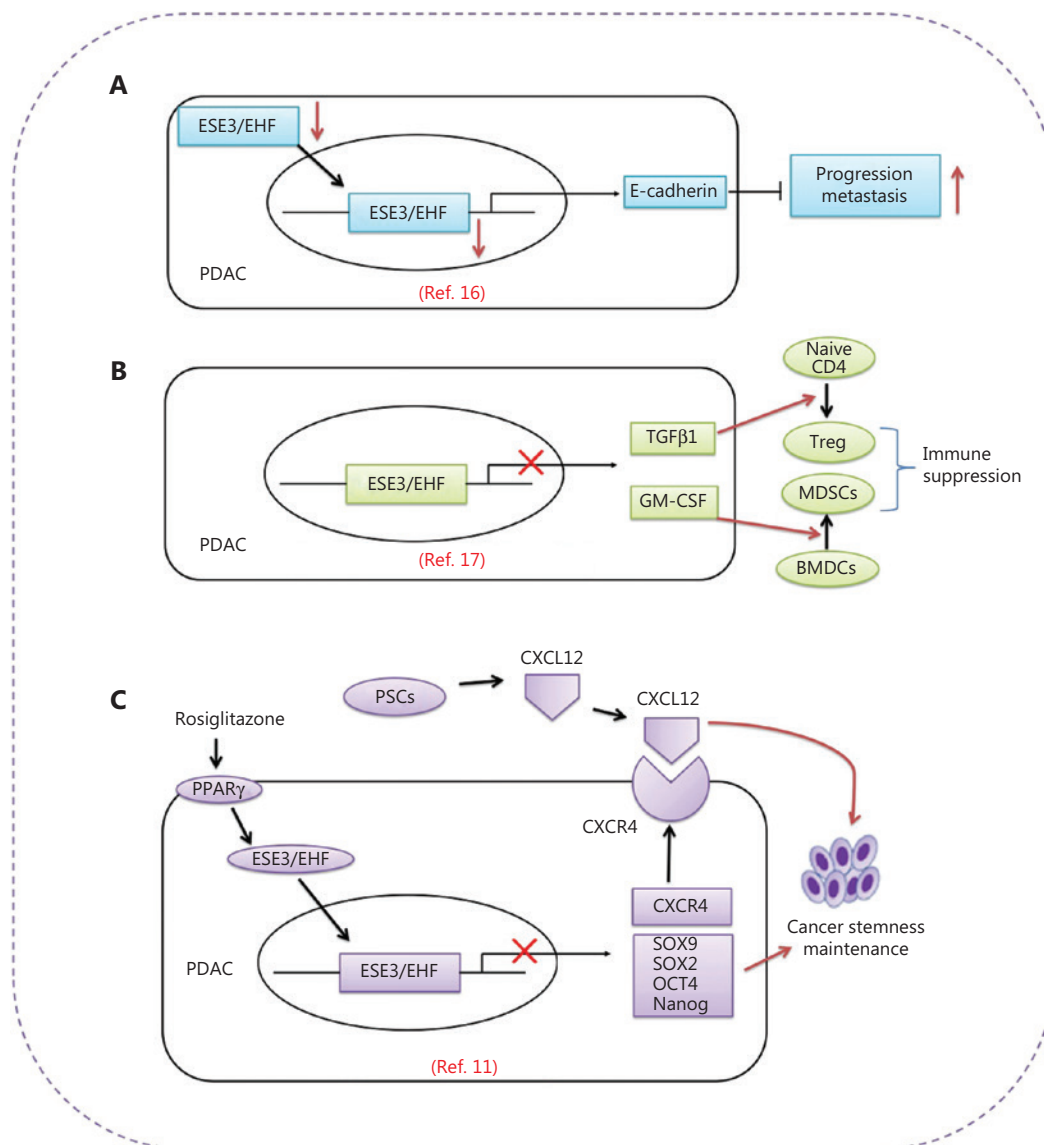 A
ESE3/EHF
ESE3/EHF
E-cadherin
Progression
metastasis
PDAC
(Ref. 16)
B
Naive
CD4
TGFβ1
Treg
Immune
suppression
ESE3/EHF
MDSCs
GM-CSF
PDAC
(Ref. 17)
BMDCs
C
CXCL12
PSCs
CXCL12
Rosiglitazone
PPARγ
CXCR4
ESE3/EHF
CXCR4
Cancer stemness
maintenance
SOX9
SOX2
OCT4
Nanog
PDAC
ESE3/EHF
(Ref. 11)